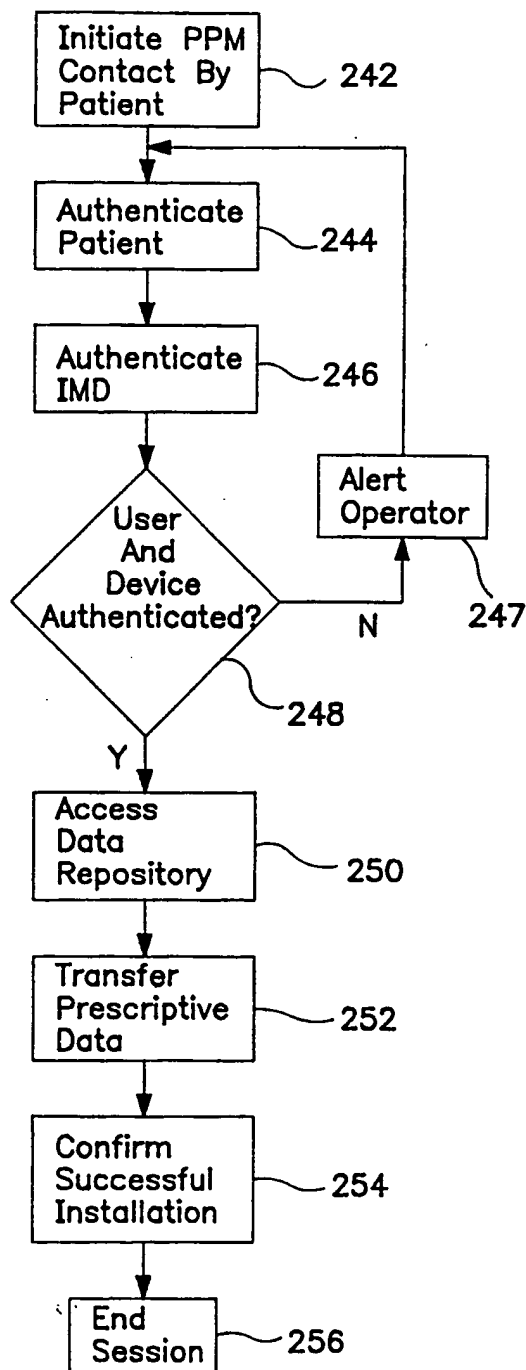 Initiate PPM
Contact By
Patient
242
Authenticate
Patient
244
Authenticate
IMD
246
User
And
Device
Authenticated?
248
N
Alert
Operator
247
Y
Access
Data
Repository
250
Transfer
Prescriptive
Data
252
Confirm
Successful
Installation
254
End
Session
256